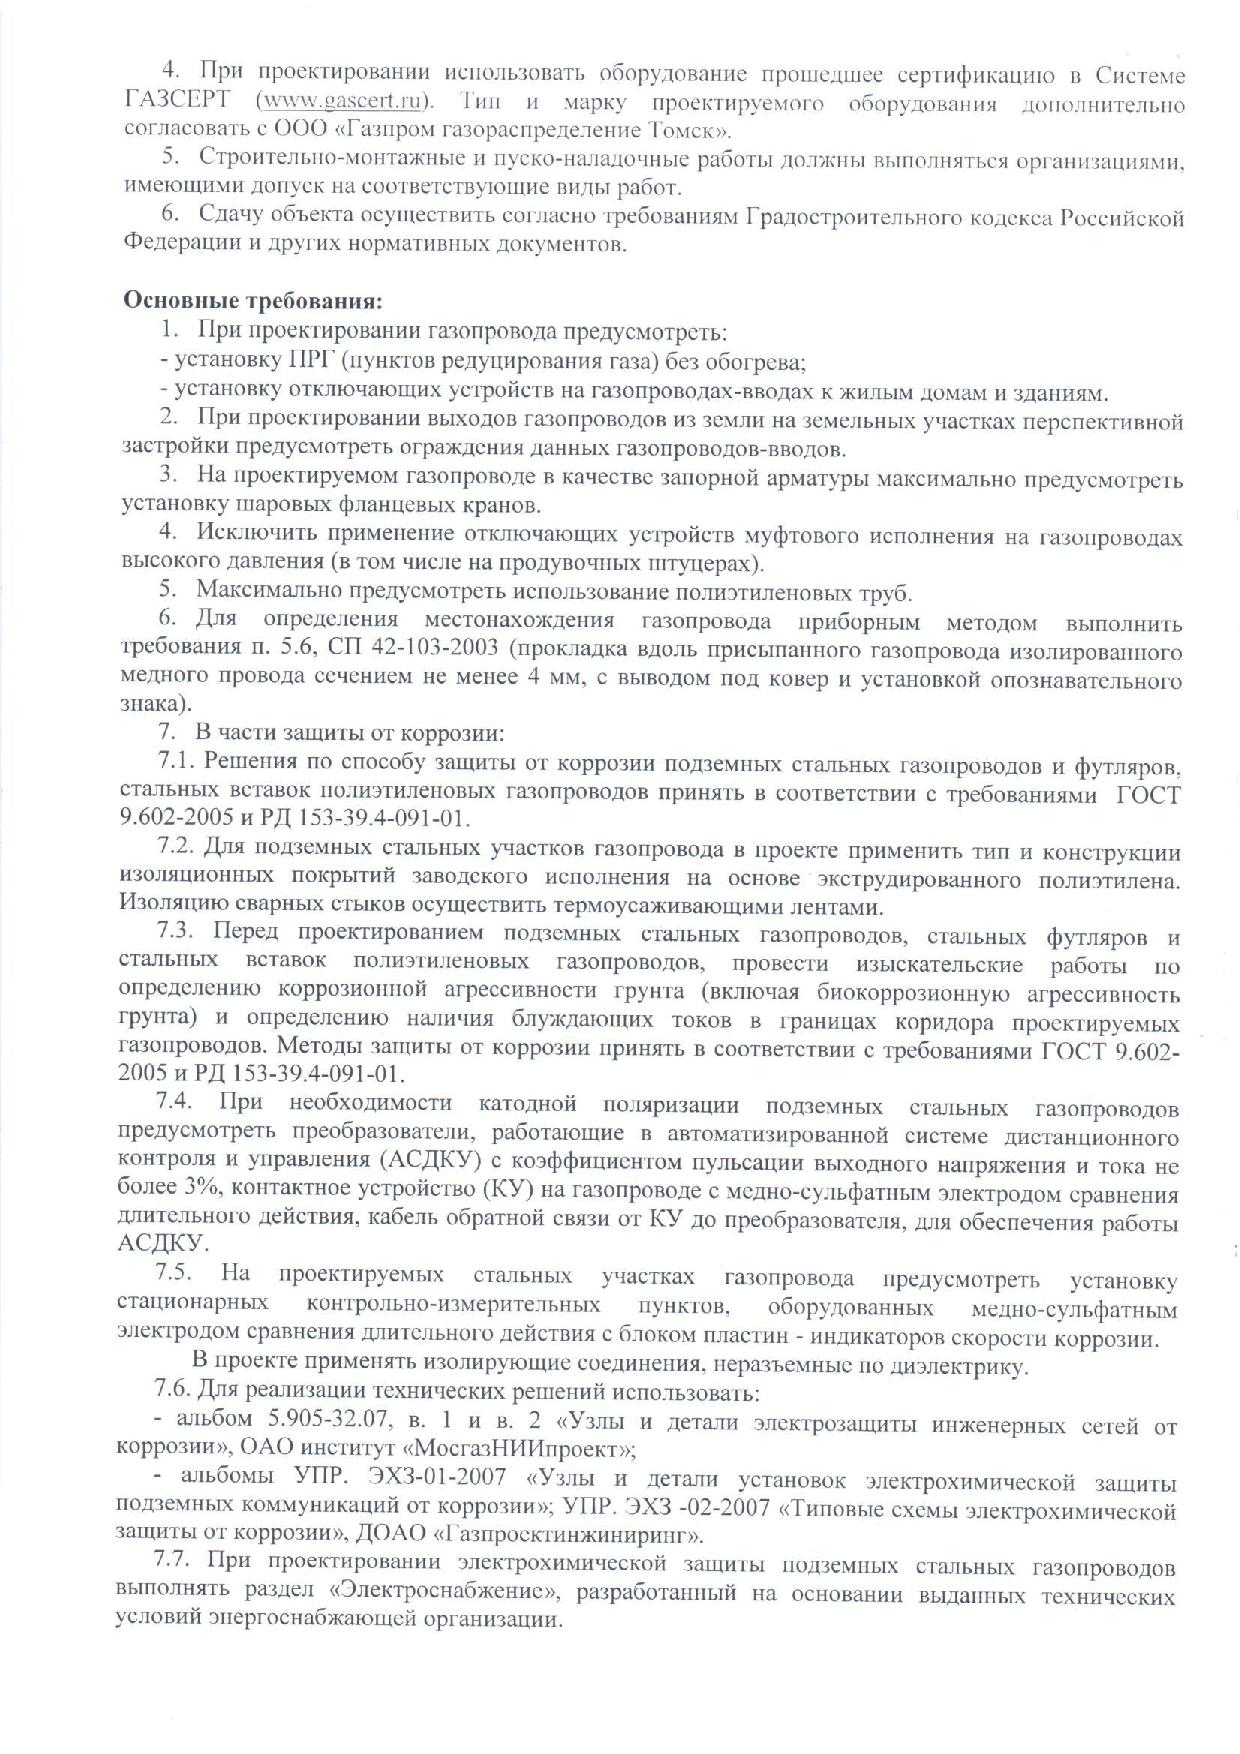 4. При проектировании использовать оборудование прошедшее сертификацию в Системе
ГАЗСЕРТ (www.gascert.ru). Тип и марку проектируемого оборудования дополнительно
согласовать с ООО «Газпром газораспределение Томск».
5. Строительно-монтажные и пуско-наладочные работы должны выполняться организациями,
имеющими допуск на соответствующие виды работ.
6. Сдачу объекта осуществить согласно требованиям Градостроительного кодекса Российской
Федерации и других нормативных документов.
Основные требования:
1. При проектировании газопровода предусмотреть:
- установку ПРГ (пунктов редуцирования газа) без обогрева;
- установку отключающих устройств на газопроводах-вводах к жилым домам и зданиям.
2. При проектировании выходов газопроводов из земли на земельных участках перспективной
застройки предусмотреть ограждения данных газопроводов-вводов.
3. На проектируемом газопроводе в качестве запорной арматуры максимально предусмотреть
установку шаровых фланцевых кранов.
4. Исключить применение отключающих устройств муфтового исполнения на газопроводах
высокого давления (в том числе на продувочных штуцерах).
5. Максимально предусмотреть использование полиэтиленовых труб.
6. Для определения местонахождения газопровода приборным методом выполнить
требования п. 5.6, СП 42-103-2003 (прокладка вдоль присыпанного газопровода изолированного
медного провода сечением не менее 4 мм, с выводом под ковер и установкой опознавательного
знака).
7. В части защиты от коррозии:
7.1. Решения по способу защиты от коррозии подземных стальных газопроводов и футляров,
стальных вставок полиэтиленовых газопроводов принять в соответствии с требованиями ГОСТ
9.602-2005 и РД 153-39.4-091-01.
7.2. Для подземных стальных участков газопровода в проекте применить тип и конструкции
изоляционных покрытий заводского исполнения на основе экструдированного полиэтилена.
Изоляцию сварных стыков осуществить термоусаживающими лентами.
7.3. Перед проектированием подземных стальных газопроводов, стальных футляров и
стальных вставок полиэтиленовых газопроводов, провести изыскательские работы по
определению коррозионной агрессивности грунта (включая биокоррозионную агрессивность
грунта) и определению наличия блуждающих токов в границах коридора проектируемых
газопроводов. Методы защиты от коррозии принять в соответствии с требованиями ГОСТ 9.602-
2005 и РД 153-39.4-091-01.
7.4. При необходимости катодной поляризации подземных стальных газопроводов
предусмотреть преобразователи, работающие в автоматизированной системе дистанционного
контроля и управления (АСДКУ) с коэффициентом пульсации выходного напряжения и тока не
более 3%, контактное устройство (КУ) на газопроводе с медно-сульфатным электродом сравнения
длительного действия, кабель обратной связи от КУ до преобразователя, для обеспечения работы
АСДКУ.
7.5. На проектируемых стальных участках газопровода предусмотреть установку
стационарных контрольно-измерительных пунктов, оборудованных медно-сульфатным
электродом сравнения длительного действия с блоком пластин - индикаторов скорости коррозии.
В проекте применять изолирующие соединения, неразъемные по диэлектрику.
7.6. Для реализации технических решений использовать:
- альбом 5.905-32.07, в. 1 и в. 2 «Узлы и детали электрозащиты инженерных сетей от
коррозии», ОАО институт «МосгазНИИпроект»;
- альбомы УПР. ЭХЗ-01-2007 «Узлы и детали установок электрохимической защиты
подземных коммуникаций от коррозии»; УПР. ЭХЗ -02-2007 «Типовые схемы электрохимической
защиты от коррозии», ДОАО «Газпроектинжиниринг».
7.7. При проектировании электрохимической защиты подземных стальных газопроводов
выполнять раздел «Электроснабжение», разработанный на основании выданных технических
условий энергоснабжающей организации.